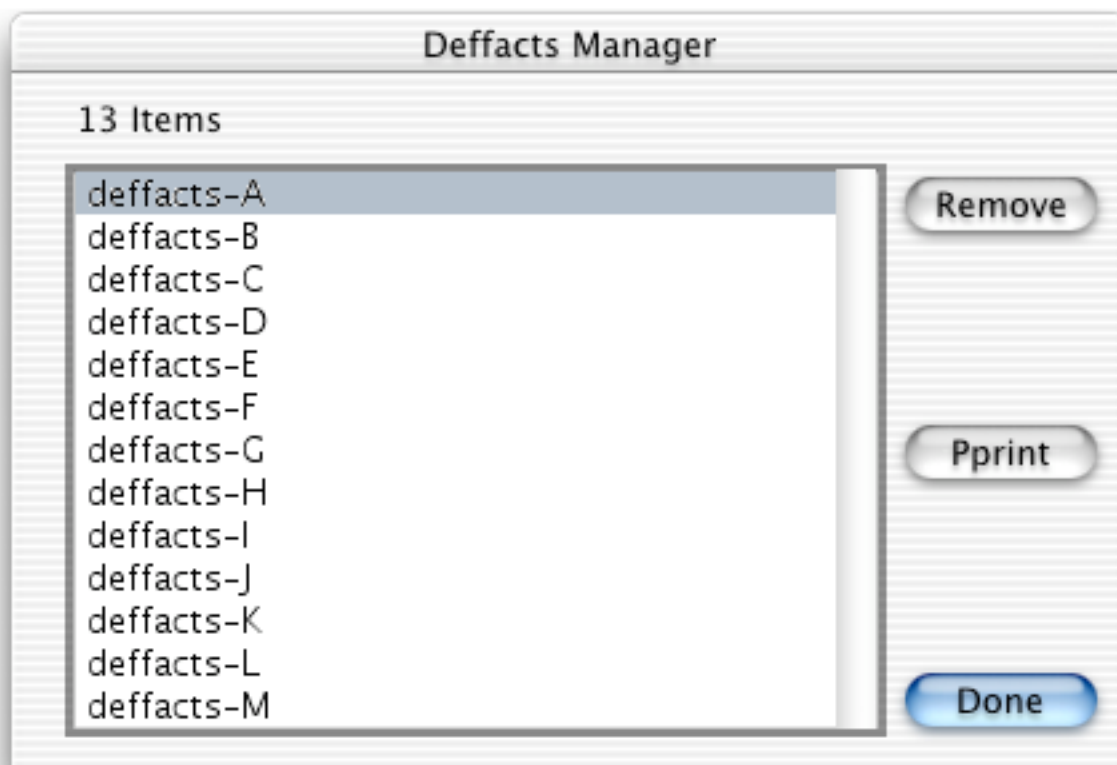 Deffacts Manager
13 Items
deffacts-A
deffacts-B
deffacts-C
deffacts-D
deffacts-E
deffacts-F
deffacts-G
deffacts-H
deffacts-I
deffacts-J
deffacts-K
deffacts-L
deffacts-M
Remove
Pprint
Done